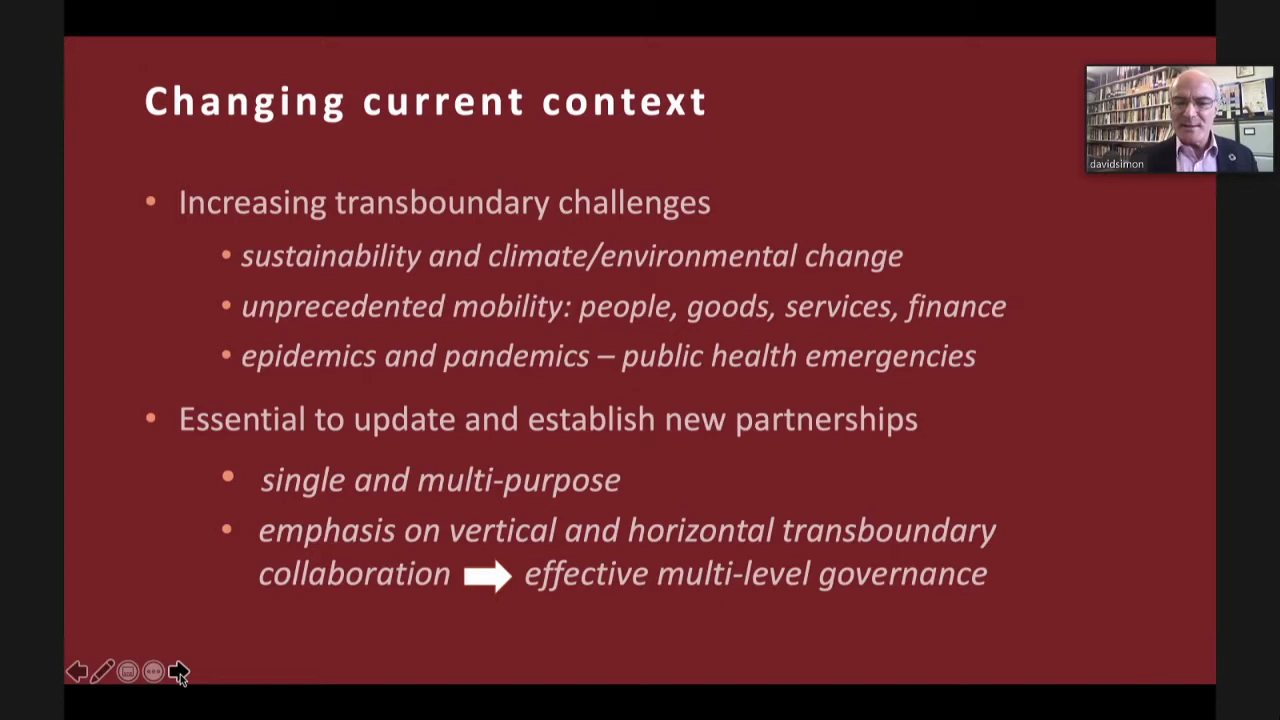 Changing current context
davidsimon
• Increasing transboundary challenges
• sustainability and climate/environmental change
• unprecedented mobility: people, goods, services, finance
• epidemics and pandemics – public health emergencies
• Essential to update and establish new partnerships
• single and multi-purpose
• emphasis on vertical and horizontal transboundary
collaboration ➡ effective multi-level governance